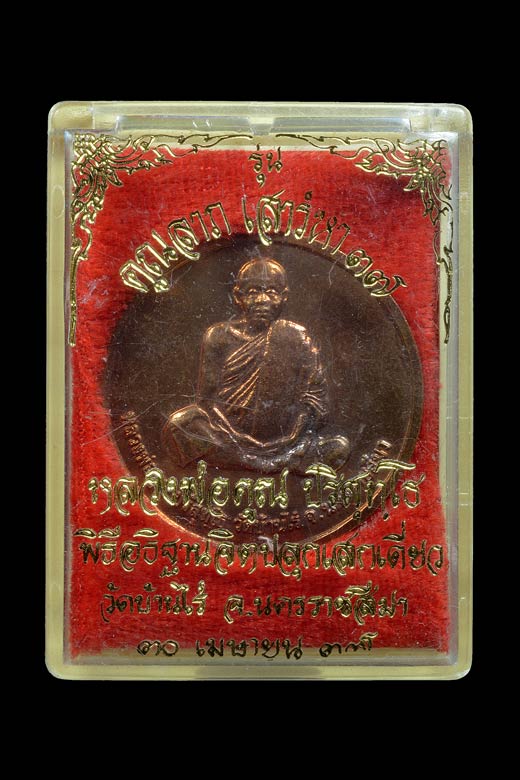 รุ่น
คูณลาภ เสาร์ห้า ๓๗
หลวงพ่อคูณ ปริสุทฺโธ
พิธีอธิฐานจิตปลุกเสกเดี่ยว
วัดบ้านไร่ จ.นครราชสีมา
๓๐ เมษายน ๓๗